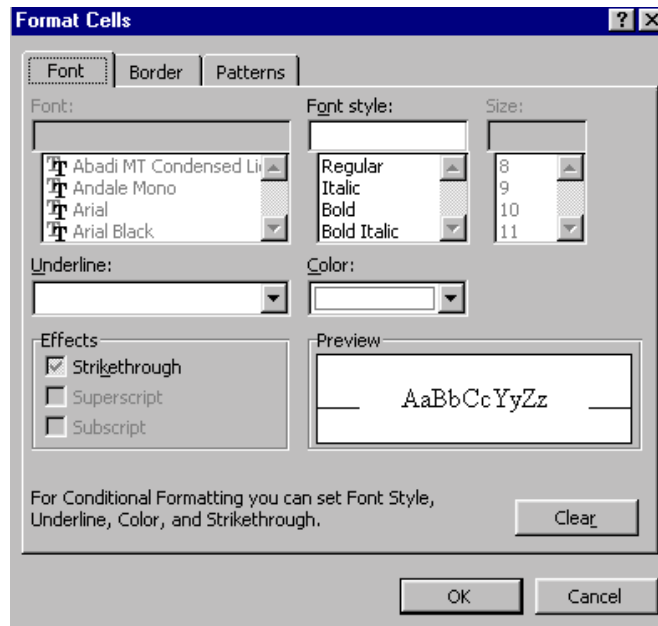 Format Cells
Font Border Patterns
Font: Font style: Size:
Abadi MT Condensed Li
Andale Mono
Arial
Arial Black
Regular
Italic
Bold
Bold Italic
8
9
10
11
Underline: Color:
Effects
Strikethrough
Superscript
Subscript
Preview
AaBbCcYyZz
For Conditional Formatting you can set Font Style,
Underline, Color, and Strikethrough.
Clear
OK Cancel